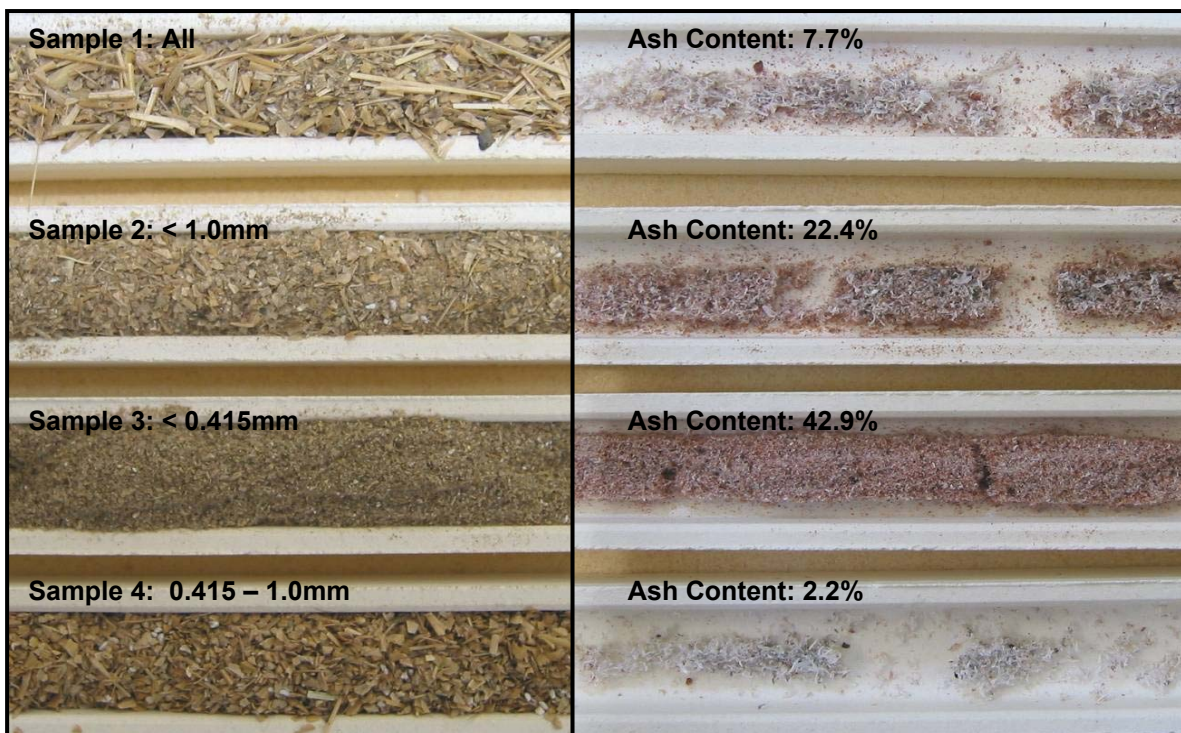 Sample 1: All
Ash Content: 7.7%
Sample 2: < 1.0mm
Ash Content: 22.4%
Sample 3: < 0.415mm
Ash Content: 42.9%
Sample 4:  0.415 – 1.0mm
Ash Content: 2.2%